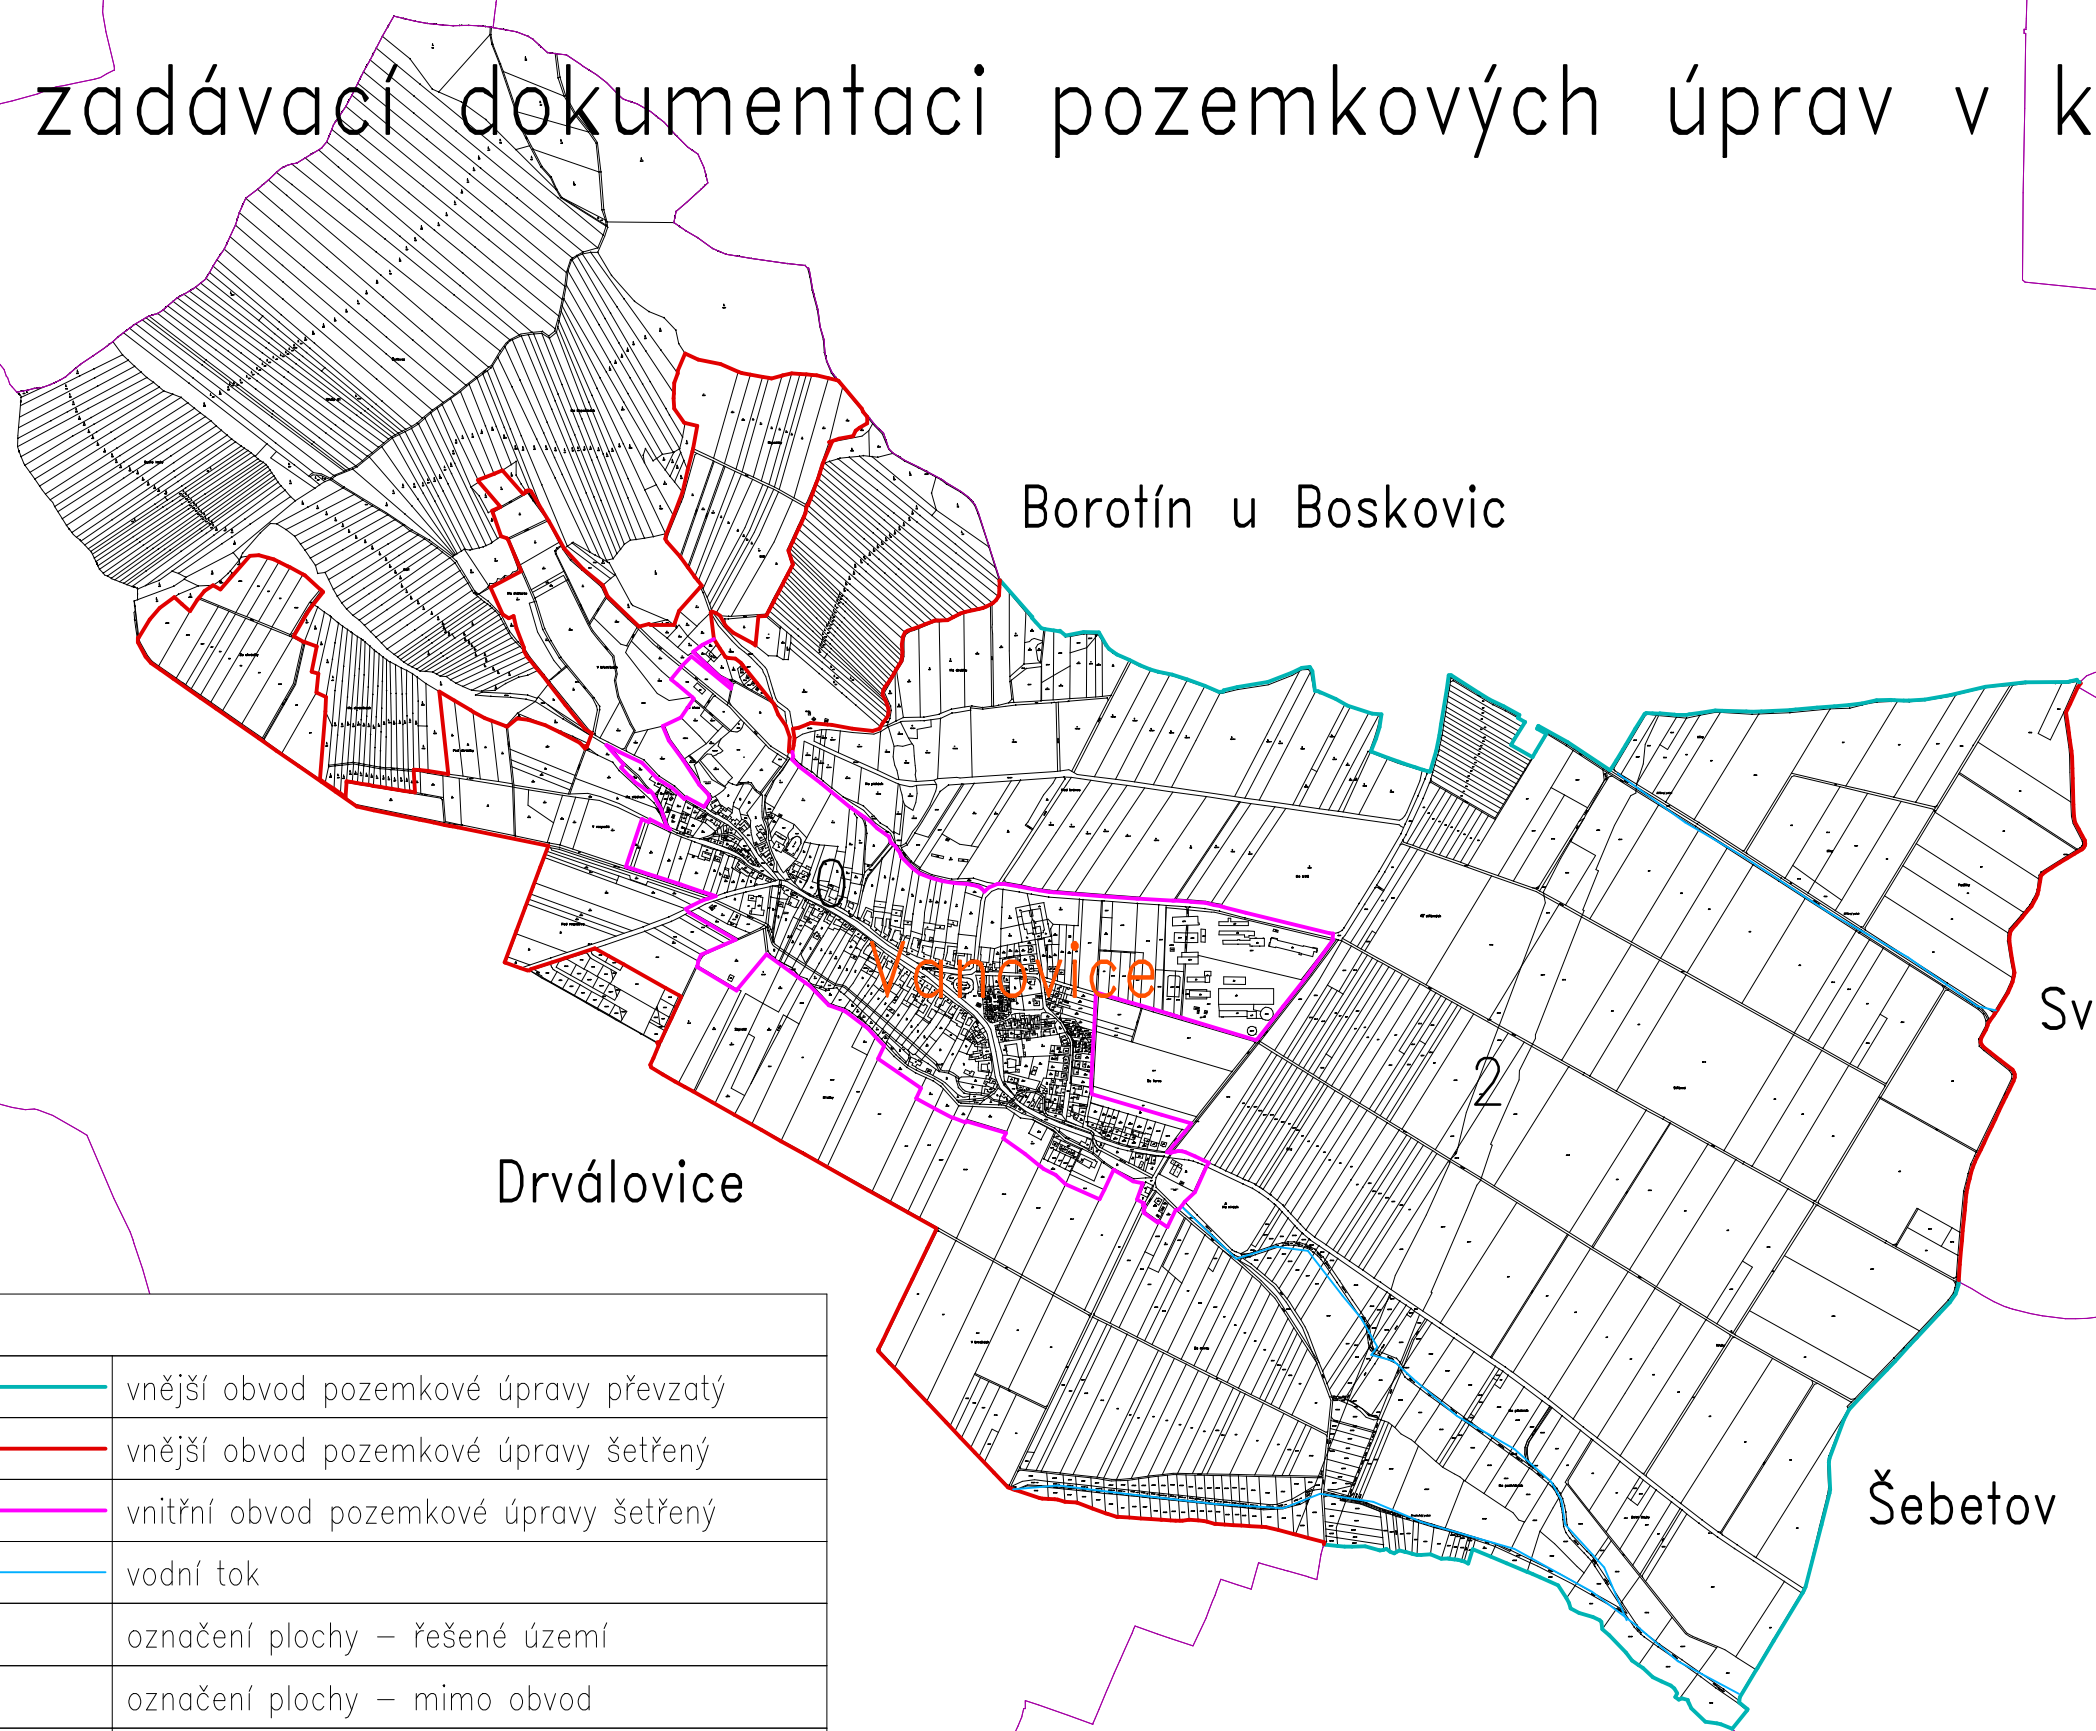 zadávací dokumentaci pozemkových úprav v k
Borotín u Boskovic
Vanovice
0
Sv
2
Drválovice
Šebetov
vnější obvod pozemkové úpravy převzatý
vnější obvod pozemkové úpravy šetřený
vnitřní obvod pozemkové úpravy šetřený
vodní tok
označení plochy – řešené území
označení plochy – mimo obvod